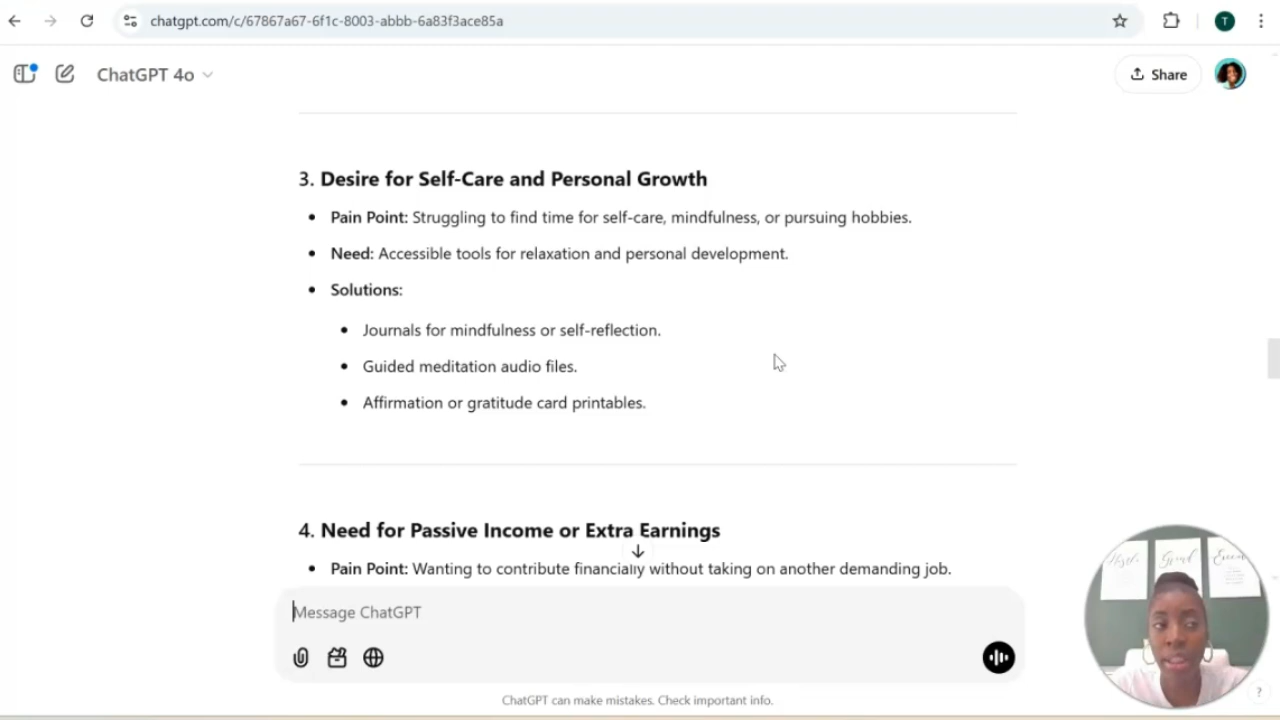 chatgpt.com/c/67867a67-6f1c-8003-abbb-6a83f3ace85a
T
ChatGPT 4o
Share
3. Desire for Self-Care and Personal Growth
• Pain Point: Struggling to find time for self-care, mindfulness, or pursuing hobbies.
• Need: Accessible tools for relaxation and personal development.
• Solutions:
• Journals for mindfulness or self-reflection.
• Guided meditation audio files.
• Affirmation or gratitude card printables.
4. Need for Passive Income or Extra Earnings
• Pain Point: Wanting to contribute financially without taking on another demanding job.
Message ChatGPT
ChatGPT can make mistakes. Check important info.
?